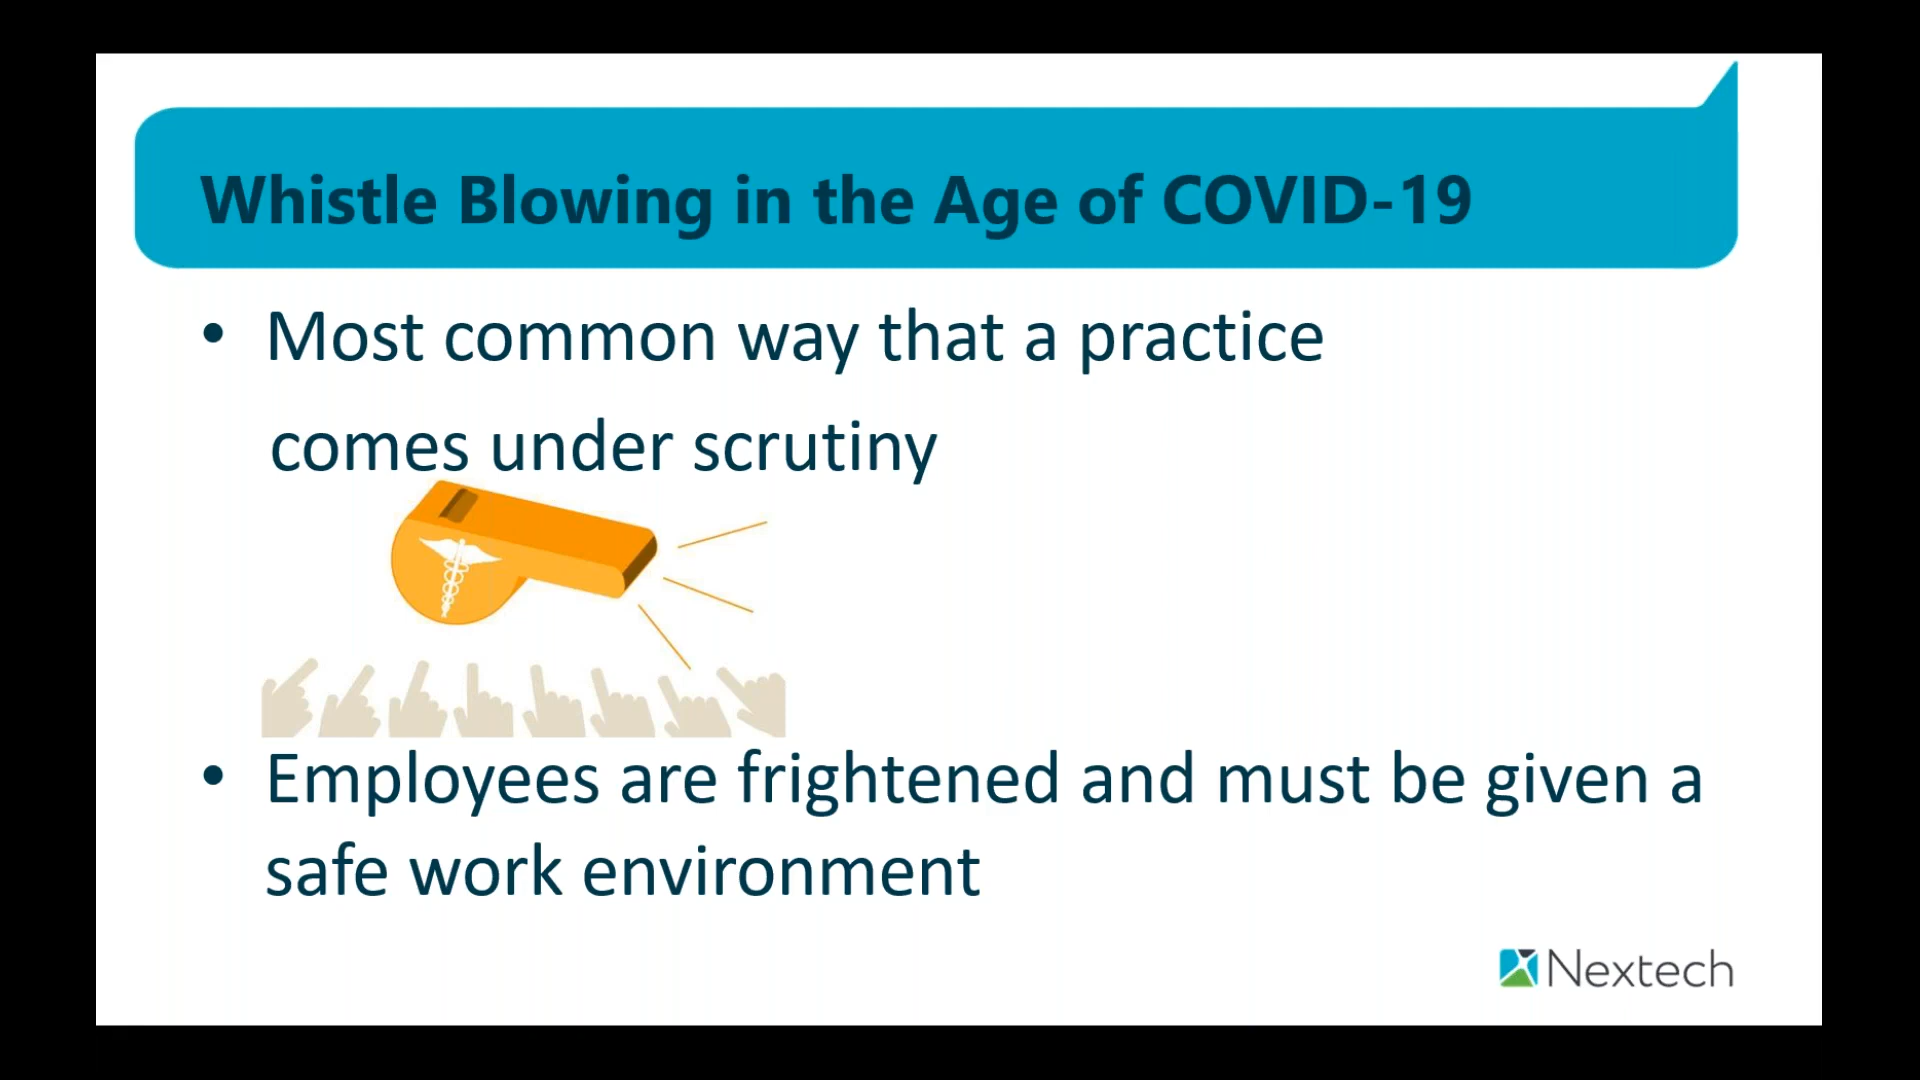 Whistle Blowing in the Age of COVID-19
• Most common way that a practice
comes under scrutiny
• Employees are frightened and must be given a
safe work environment
Nextech